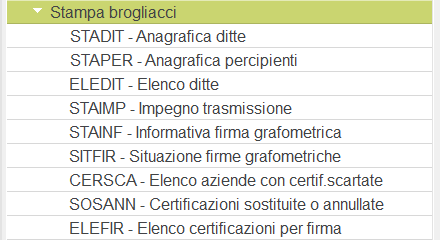 Stampa brogliacci
STADIT - Anagrafica ditte
STAPER - Anagrafica percipienti
ELEDIT - Elenco ditte
STAIMP - Impegno trasmissione
STAINF - Informativa firma grafometrica
SITFIR - Situazione firme grafometriche
CERSCA - Elenco aziende con certif.scartate
SOSANN - Certificazioni sostituite o annullate
ELEFIR - Elenco certificazioni per firma